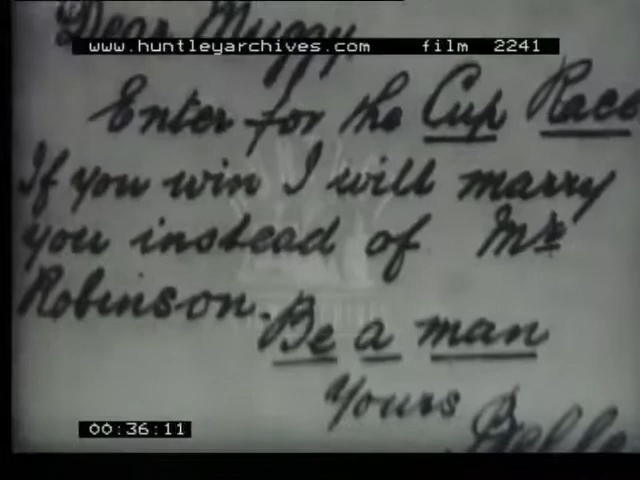 Dear Muggy.
www.huntleyarchives.com film 2241
Enter for the Cup Race
If you win I will marry
you instead of Mr
Robinson.
Be a man
Yours
Belle
00:36:11